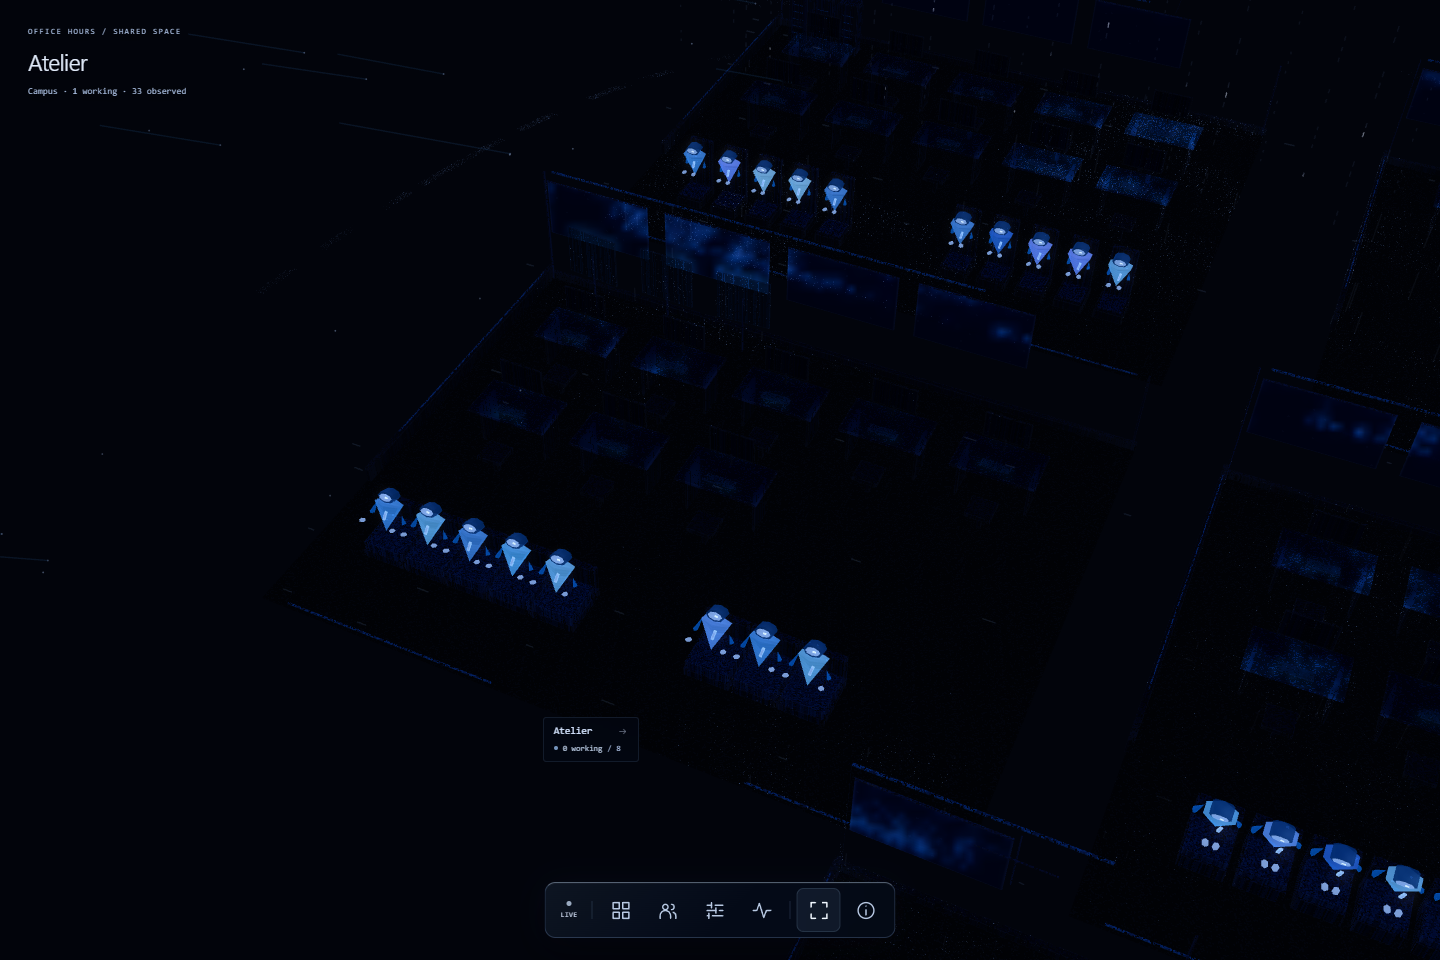 OFFICE HOURS / SHARED SPACE
Atelier
Campus · 1 working · 33 observed
Atelier →
0 working / 8
LIVE